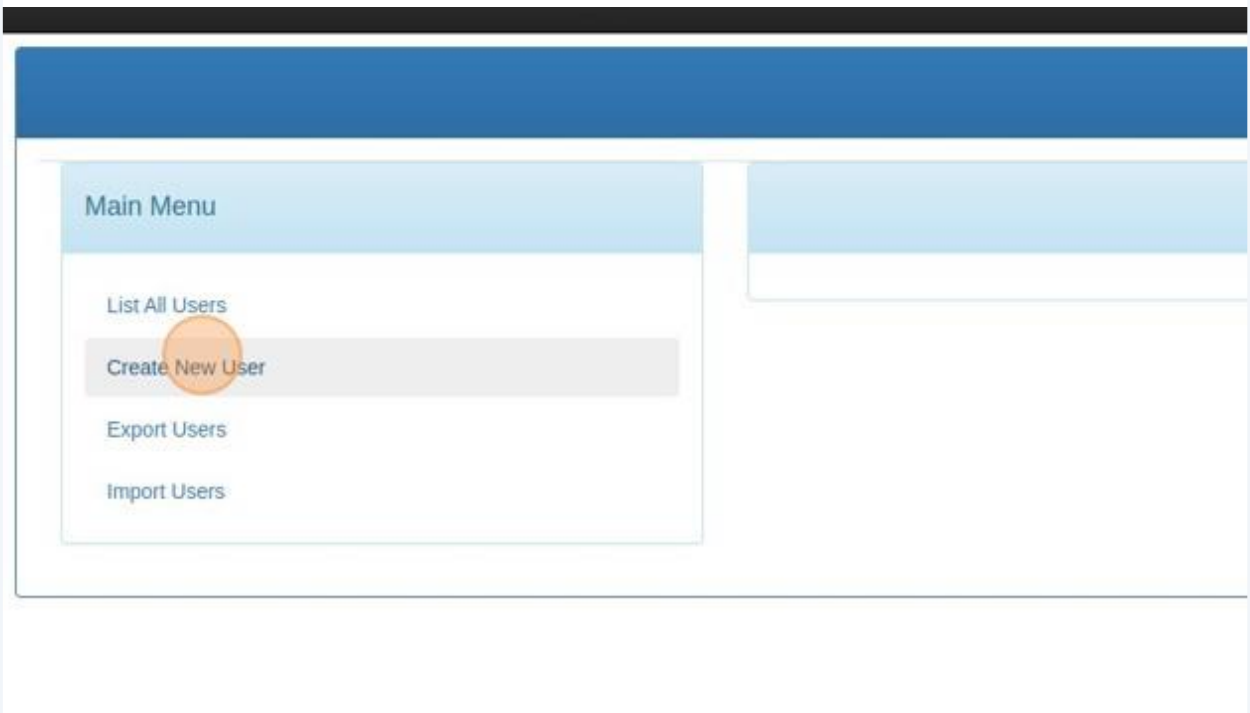 Main Menu
List All Users
Create New User
Export Users
Import Users